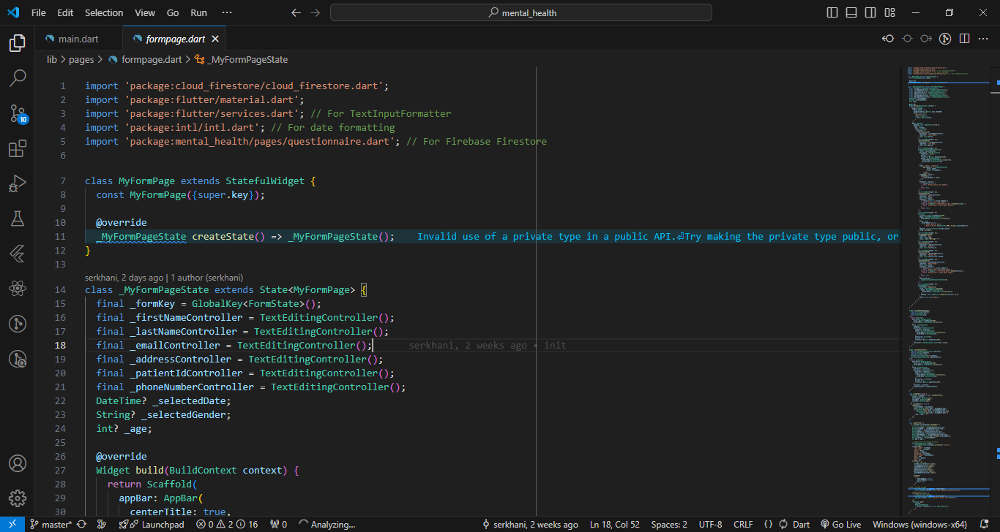 File Edit Selection View Go Run ··· mental_health
main.dart formpage.dart
lib > pages > formpage.dart > _MyFormPageState
1 import 'package:cloud_firestore/cloud_firestore.dart';
2 import 'package:flutter/material.dart';
3 import 'package:flutter/services.dart'; // For TextInputFormatter
4 import 'package:intl/intl.dart'; // For date formatting
5 import 'package:mental_health/pages/questionnaire.dart'; // For Firebase Firestore
6
7 class MyFormPage extends StatefulWidget {
8 const MyFormPage({super.key});
9
10 @override
11 _MyFormPageState createState() => _MyFormPageState(); Invalid use of a private type in a public API.⏎Try making the private type public, or
12 }
13
serkhani, 2 days ago | 1 author (serkhani)
14 class _MyFormPageState extends State<MyFormPage> {
15 final _formKey = GlobalKey<FormState>();
16 final _firstNameController = TextEditingController();
17 final _lastNameController = TextEditingController();
18 final _emailController = TextEditingController(); serkhani, 2 weeks ago • init
19 final _addressController = TextEditingController();
20 final _patientIdController = TextEditingController();
21 final _phoneNumberController = TextEditingController();
22 DateTime? _selectedDate;
23 String? _selectedGender;
24 int? _age;
25
26 @override
27 Widget build(BuildContext context) {
28 return Scaffold(
29 appBar: AppBar(
30 centerTitle: true,
10
master* Launchpad 0 2 16 0 Analyzing... serkhani, 2 weeks ago Ln 18, Col 52 Spaces: 2 UTF-8 CRLF {} Dart Go Live Windows (windows-x64)